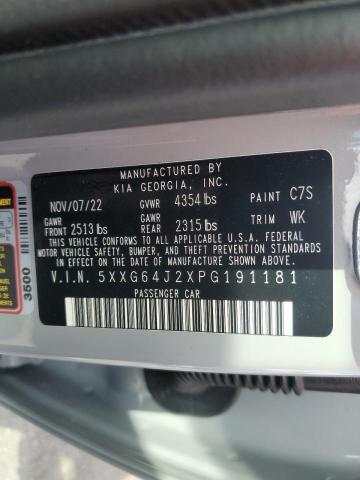 MANUFACTURED BY
KIA GEORGIA, INC.
NOV/07/22 GVWR 4354 lbs PAINT C7S
GAWR FRONT 2513 lbs GAWR REAR 2315 lbs TRIM WK
THIS VEHICLE CONFORMS TO ALL APPLICABLE U.S.A. FEDERAL
MOTOR VEHICLE SAFETY, BUMPER, AND THEFT PREVENTION
STANDARDS IN EFFECT ON THE DATE OF MANUFACTURE SHOWN ABOVE.
V.I.N. 5XXG64J2XPG191181
PASSENGER CAR
3500